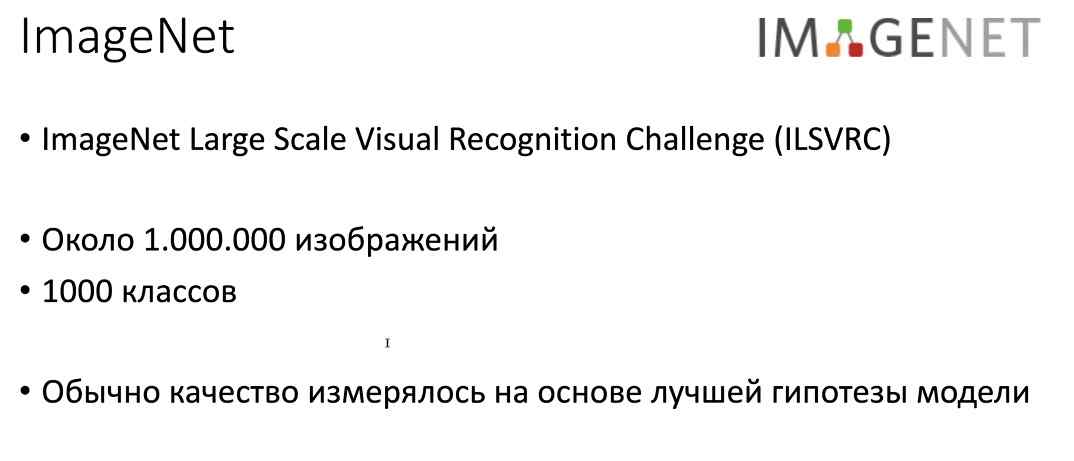 ImageNet
IMAGENET
• ImageNet Large Scale Visual Recognition Challenge (ILSVRC)
• Около 1.000.000 изображений
• 1000 классов
• Обычно качество измерялось на основе лучшей гипотезы модели